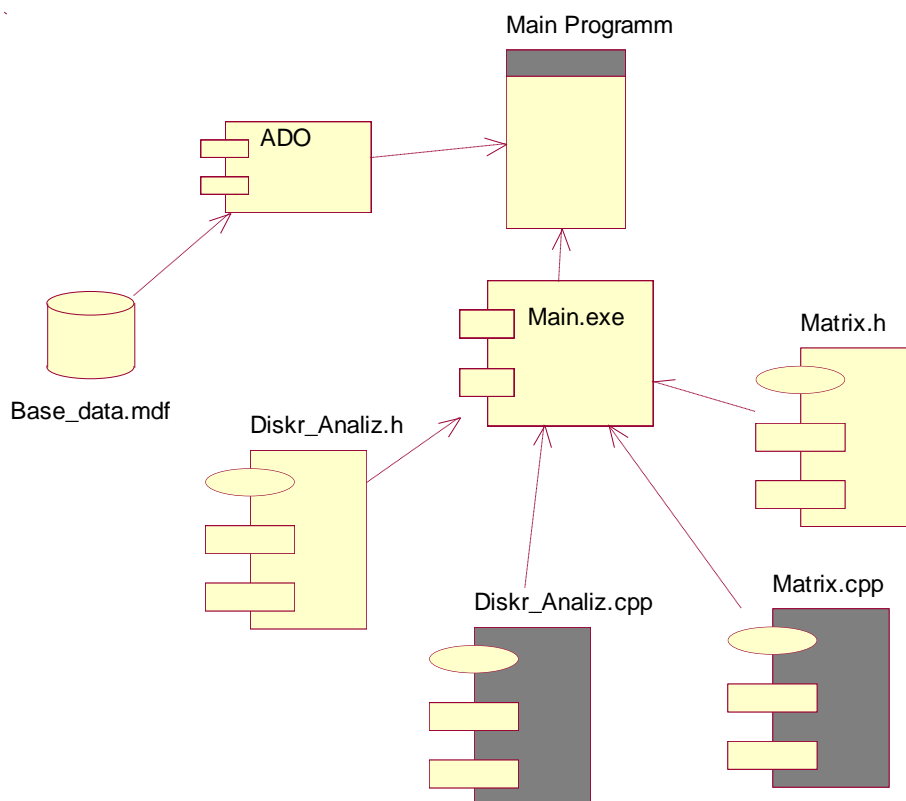 Main Programm
ADO
Main.exe
Matrix.h
Base_data.mdf
Diskr_Analiz.h
Matrix.cpp
Diskr_Analiz.cpp